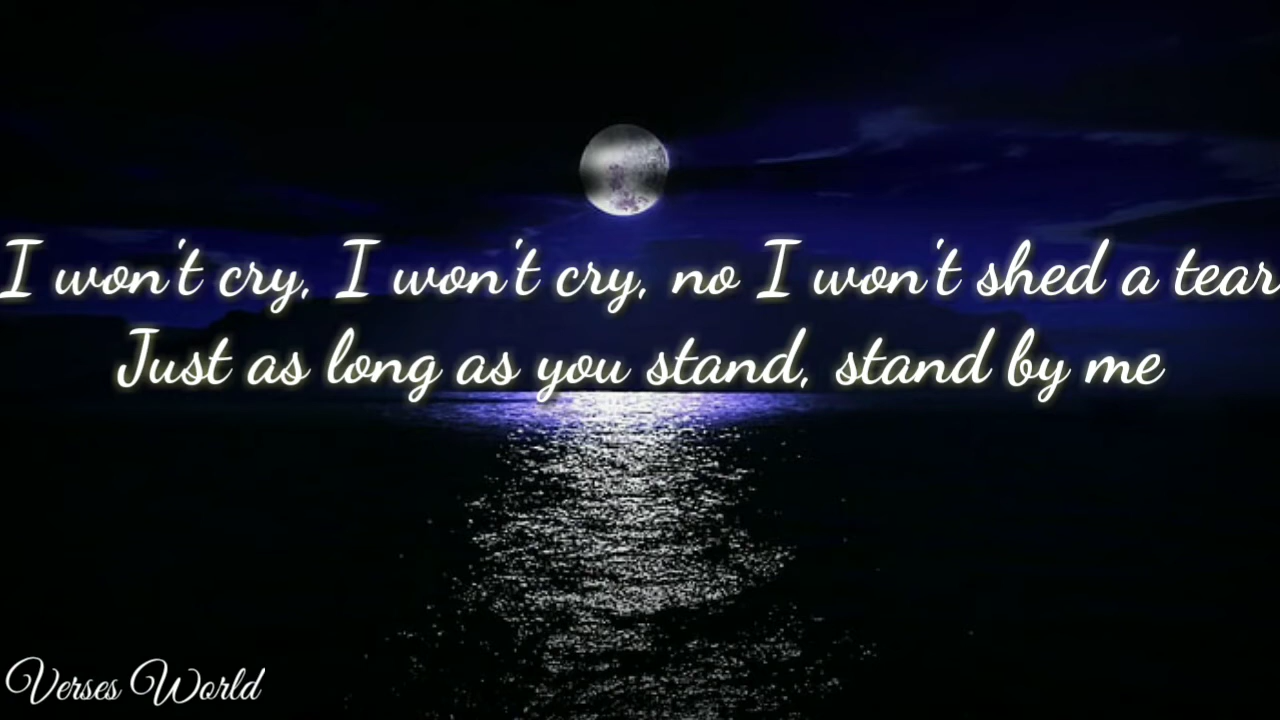 I won't cry, I won't cry, no I won't shed a tear
Just as long as you stand, stand by me
Verses World